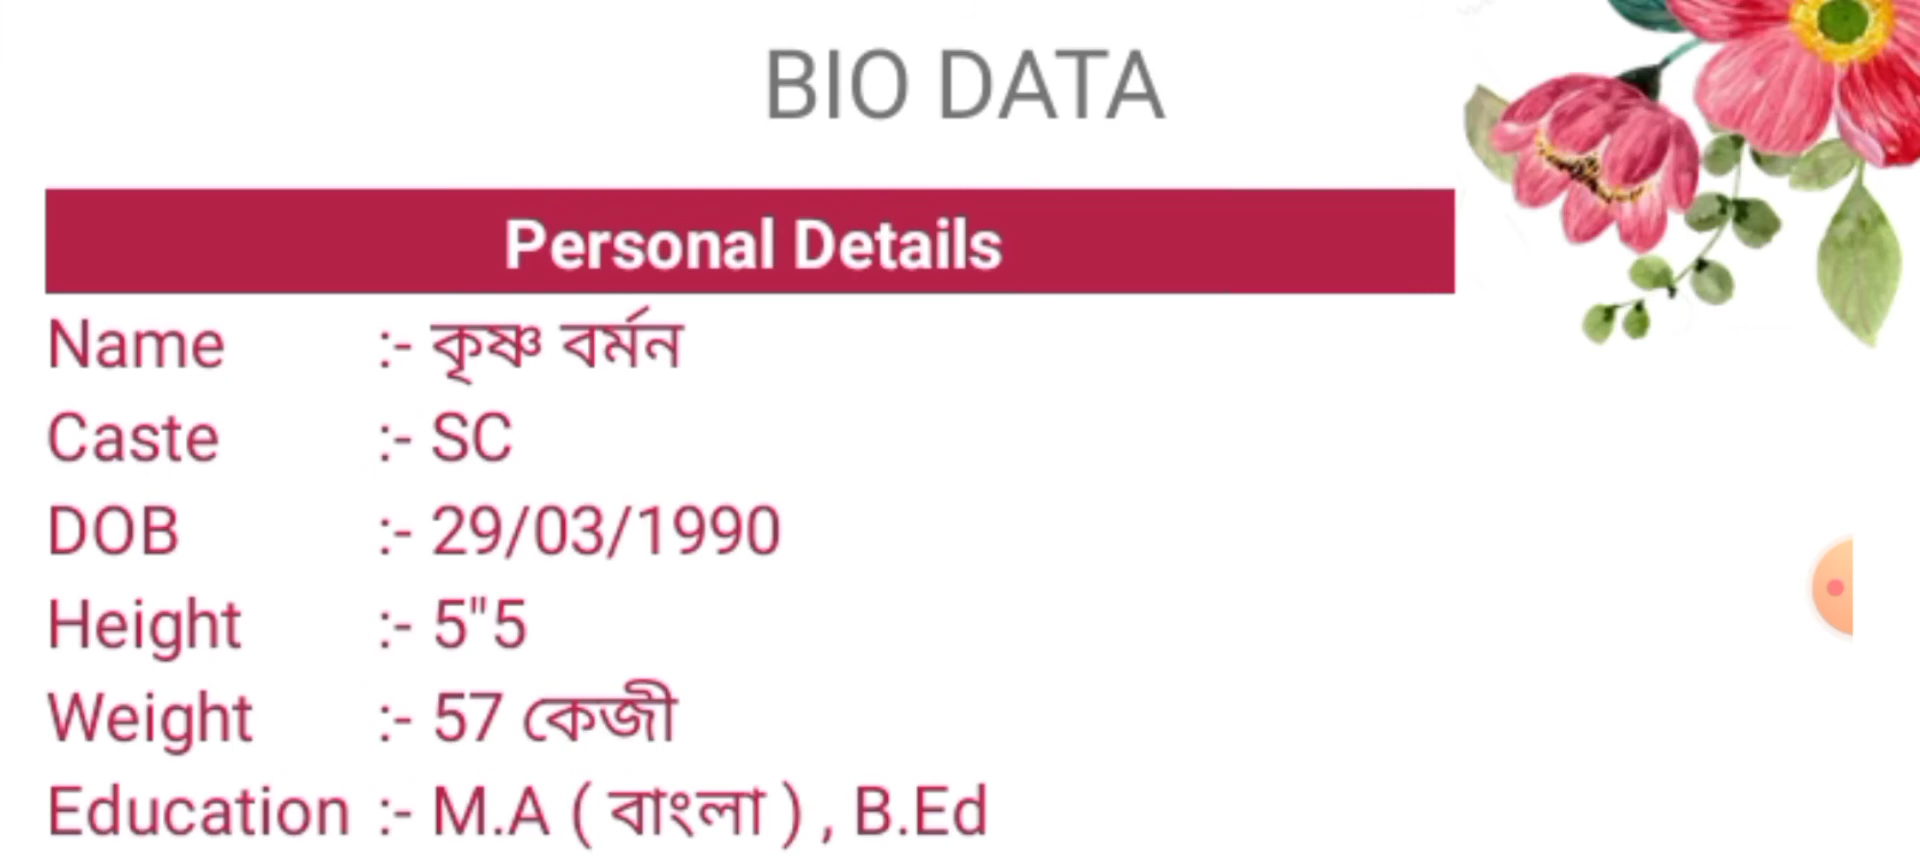 BIO DATA
Personal Details
Name :- কৃষ্ণ বর্মন
Caste :- SC
DOB :- 29/03/1990
Height :- 5"5
Weight :- 57 কেজী
Education :- M.A ( বাংলা ) , B.Ed